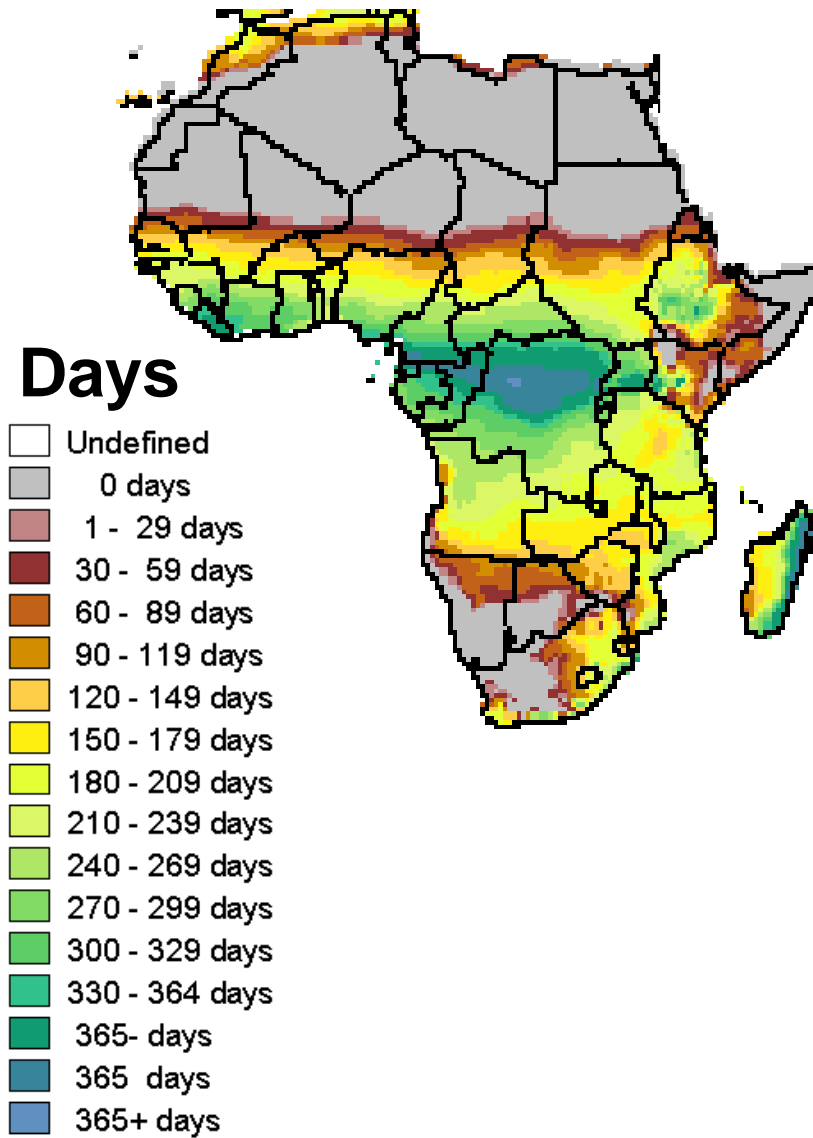 Days
Undefined
0 days
1 - 29 days
30 - 59 days
60 - 89 days
90 - 119 days
120 - 149 days
150 - 179 days
180 - 209 days
210 - 239 days
240 - 269 days
270 - 299 days
300 - 329 days
330 - 364 days
365- days
365 days
365+ days